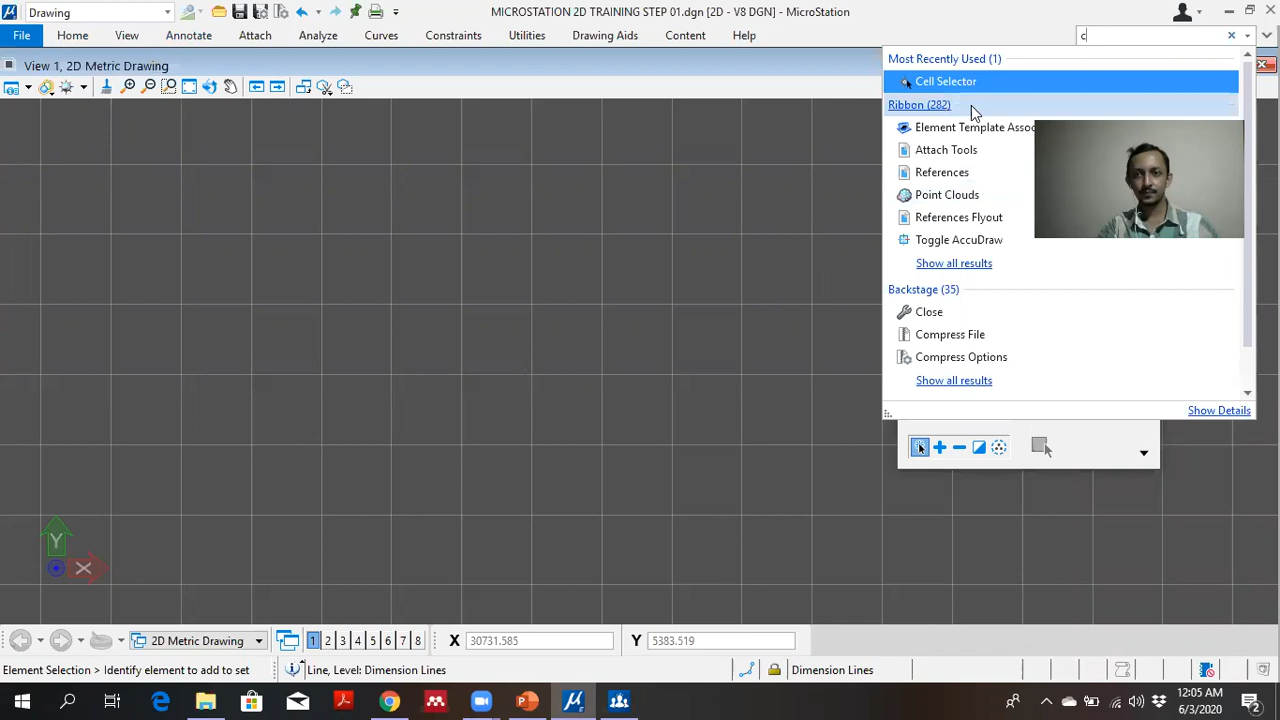 Drawing
MICROSTATION 2D TRAINING STEP 01.dgn [2D - V8 DGN] - MicroStation
File Home View Annotate Attach Analyze Curves Constraints Utilities Drawing Aids Content Help
c
View 1, 2D Metric Drawing
Most Recently Used (1)
Cell Selector
Ribbon (282)
Element Template Assoc
Attach Tools
References
Point Clouds
References Flyout
Toggle AccuDraw
Show all results
Backstage (35)
Close
Compress File
Compress Options
Show all results
Show Details
Y
X
2D Metric Drawing
1 2 3 4 5 6 7 8
X 30731.585
Y 5383.519
Element Selection > Identify element to add to set
Line, Level: Dimension Lines
Dimension Lines
12:05 AM
6/3/2020
2